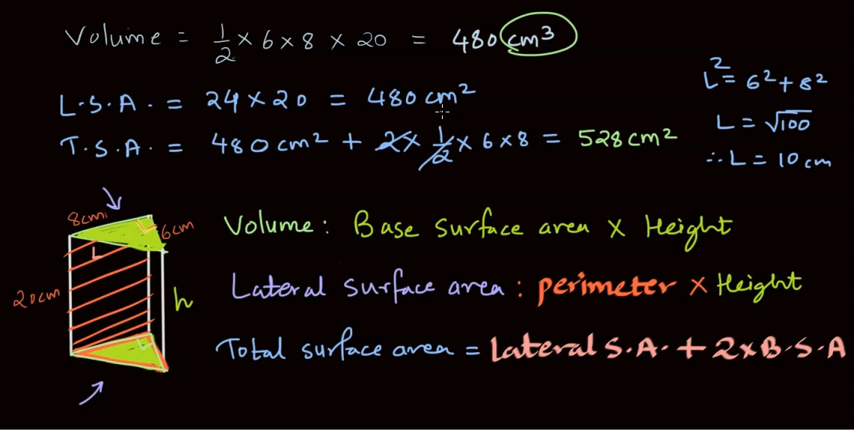 Volume = 1/2 × 6 × 8 × 20 = 480 cm³
L² = 6² + 8²
L.S.A. = 24 × 20 = 480 cm²
L = √100
T.S.A. = 480 cm² + 2 × 1/2 × 6 × 8 = 528 cm²
∴ L = 10 cm
8cm
6cm
L
20cm
h
Volume: Base surface area × Height
Lateral surface area: perimeter × Height
Total surface area = Lateral S.A. + 2×B.S.A